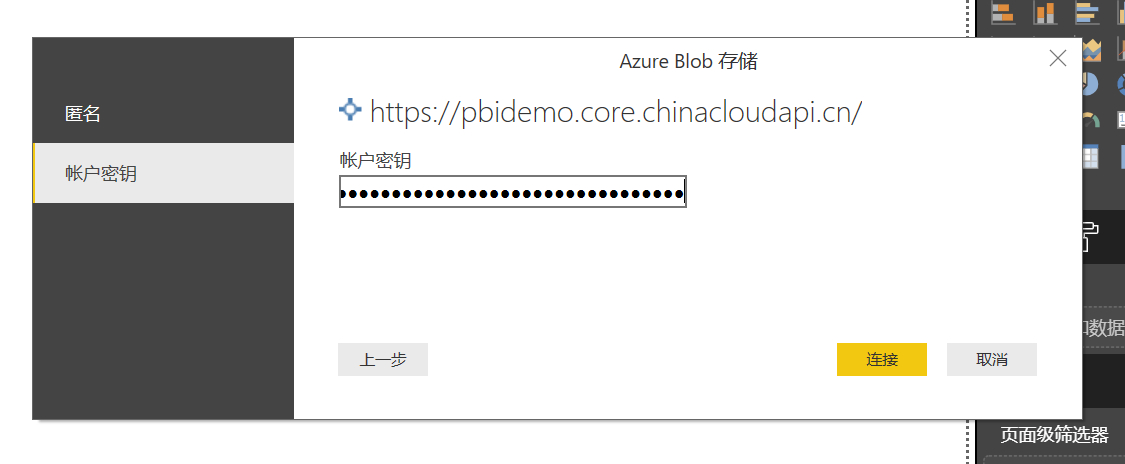 Azure Blob 存储
匿名
帐户密钥
https://pbidemo.core.chinacloudapi.cn/
帐户密钥
上一步
连接
取消
数据
页面级筛选器